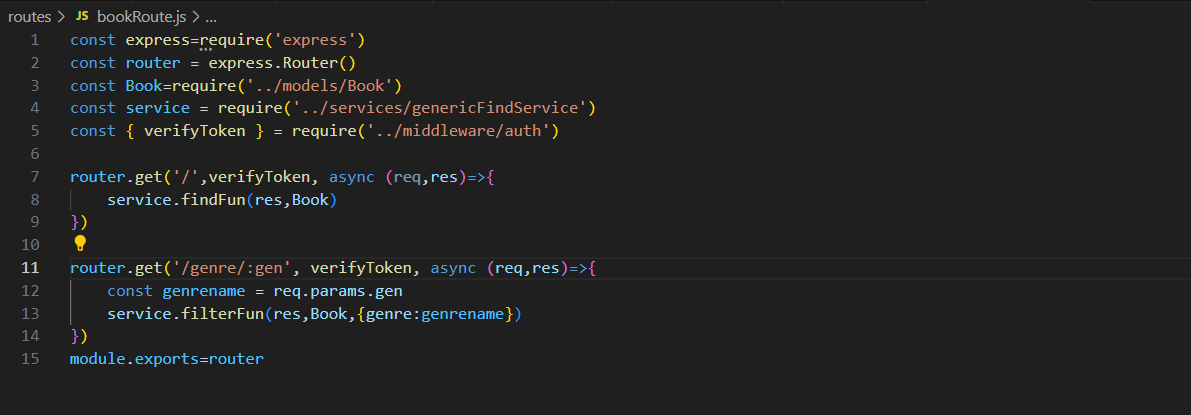 routes > JS bookRoute.js > ...
1 const express=require('express')
2 const router = express.Router()
3 const Book=require('../models/Book')
4 const service = require('../services/genericFindService')
5 const { verifyToken } = require('../middleware/auth')
6
7 router.get('/',verifyToken, async (req,res)=>{
8     service.findFun(res,Book)
9 })
10
11 router.get('/genre/:gen', verifyToken, async (req,res)=>{
12     const genrename = req.params.gen
13     service.filterFun(res,Book,{genre:genrename})
14 })
15 module.exports=router